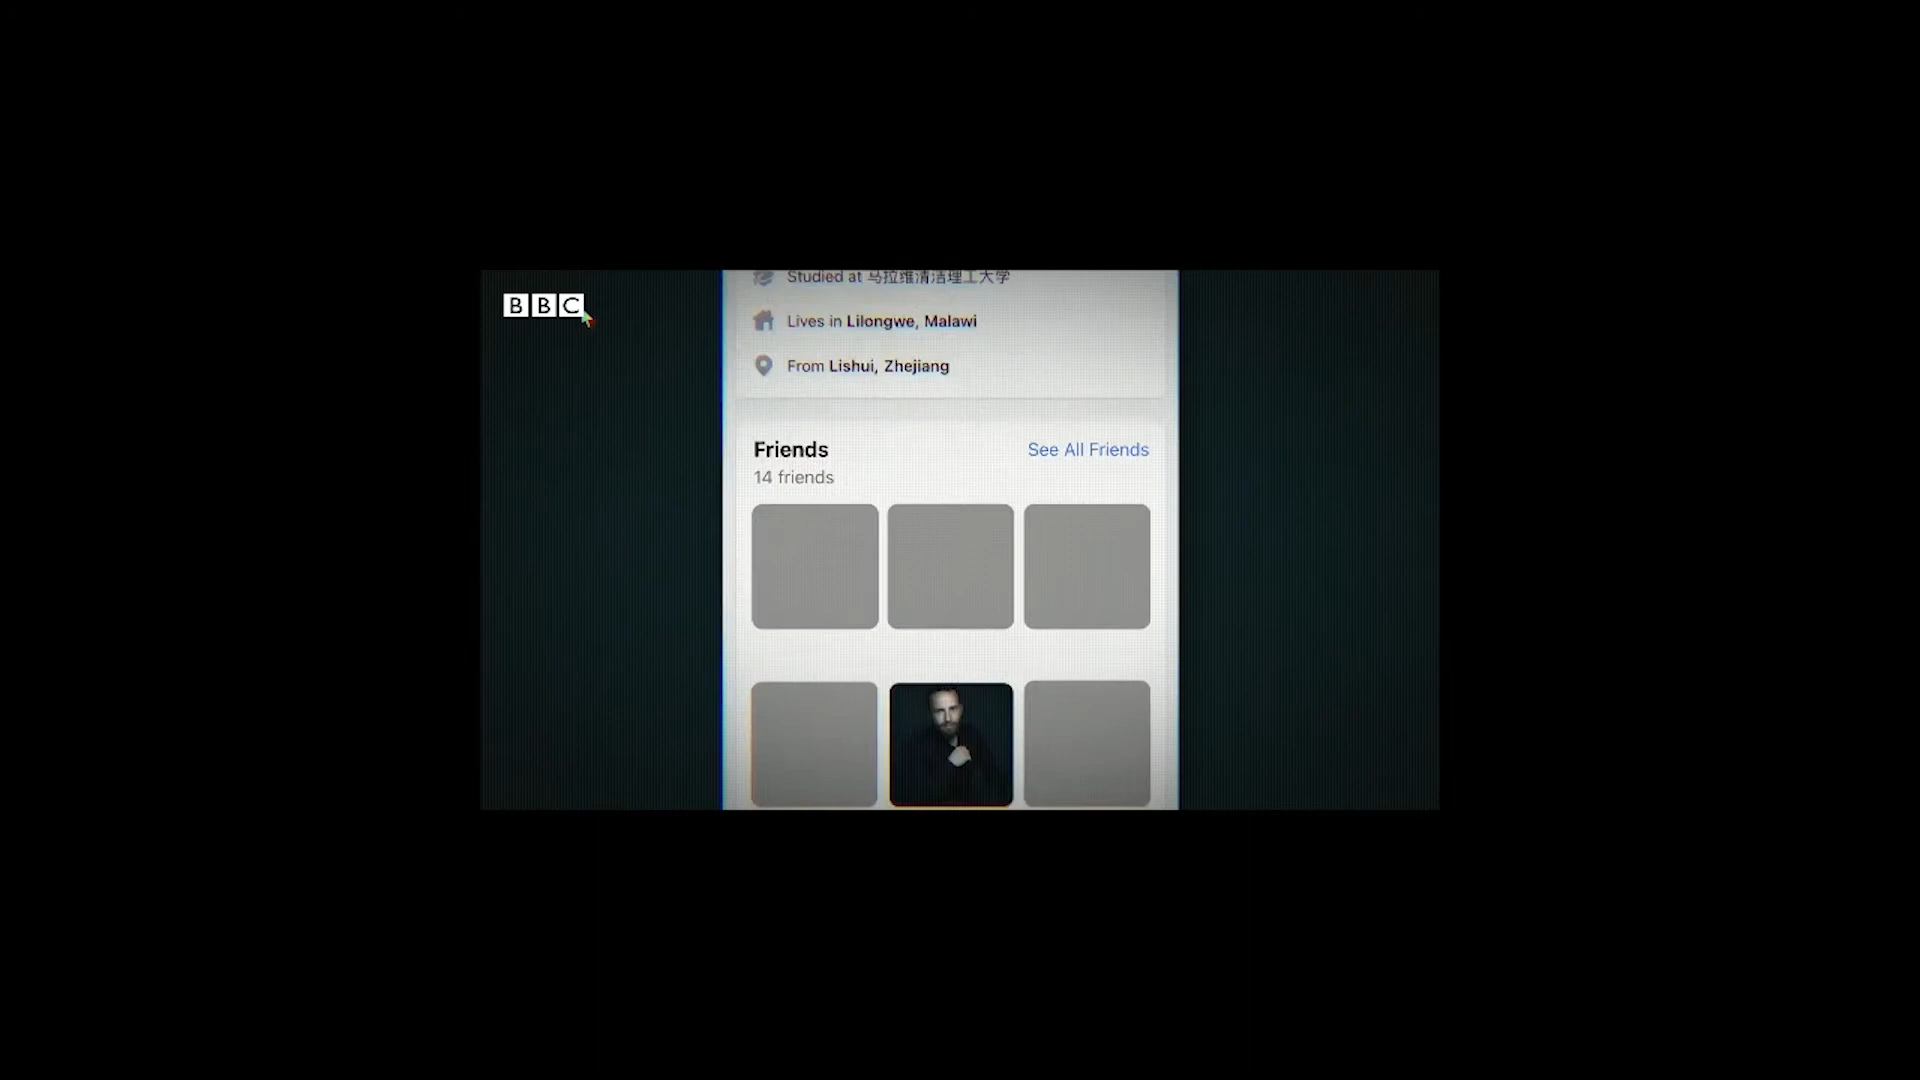 BBC
Studied at 马拉维清洁理工大学
Lives in Lilongwe, Malawi
From Lishui, Zhejiang
Friends
See All Friends
14 friends